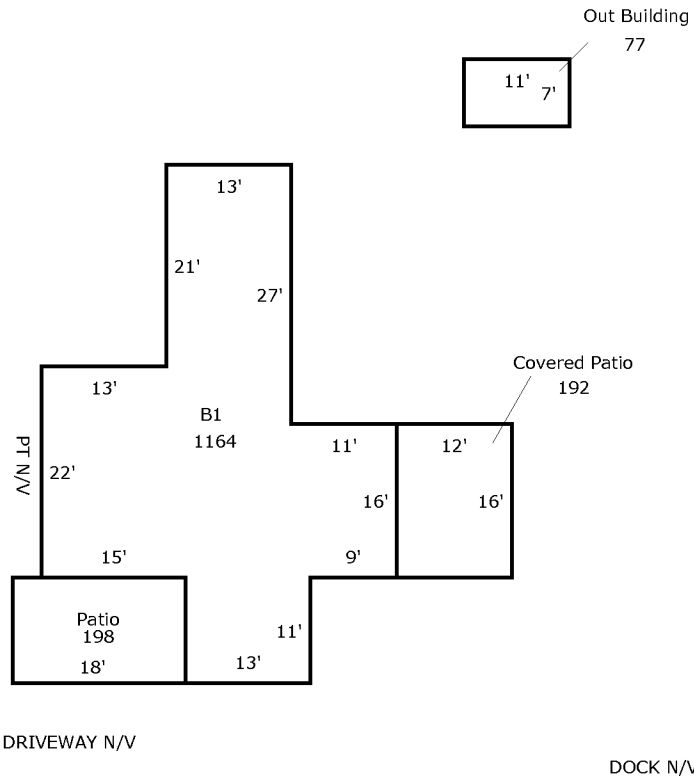 Out Building
77
11'
7'
13'
21'
27'
Covered Patio
192
13'
B1
1164
11'
12'
PT N/V
22'
16'
16'
15'
9'
Patio
198
11'
18'
13'
DRIVEWAY N/V
DOCK N/V